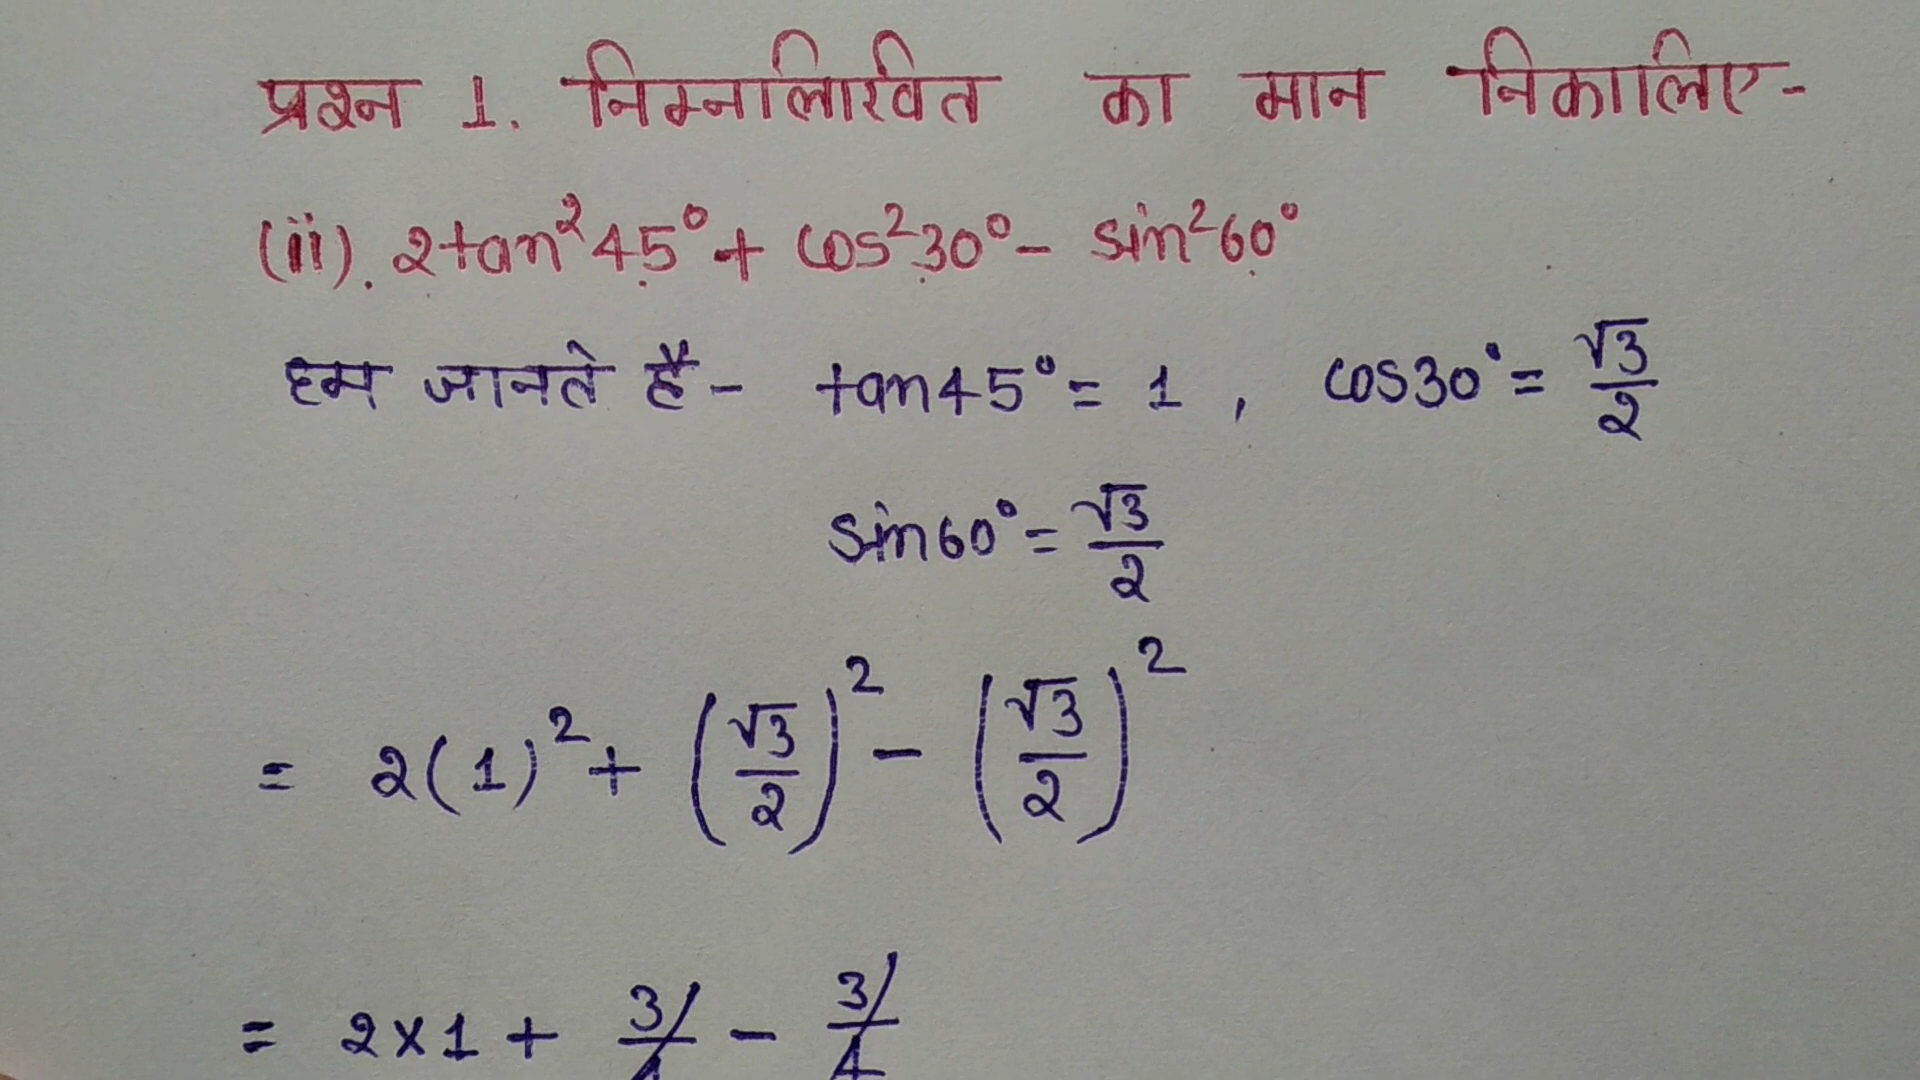 प्रश्न 1. निम्नलिखित का मान निकालिए-
(ii). 2tan²45° + cos²30° - sin²60°
हम जानते हैं- tan45° = 1 , cos30° = √3/2
sin60° = √3/2
= 2(1)² + (√3/2)² - (√3/2)²
= 2×1 + 3/4 - 3/4